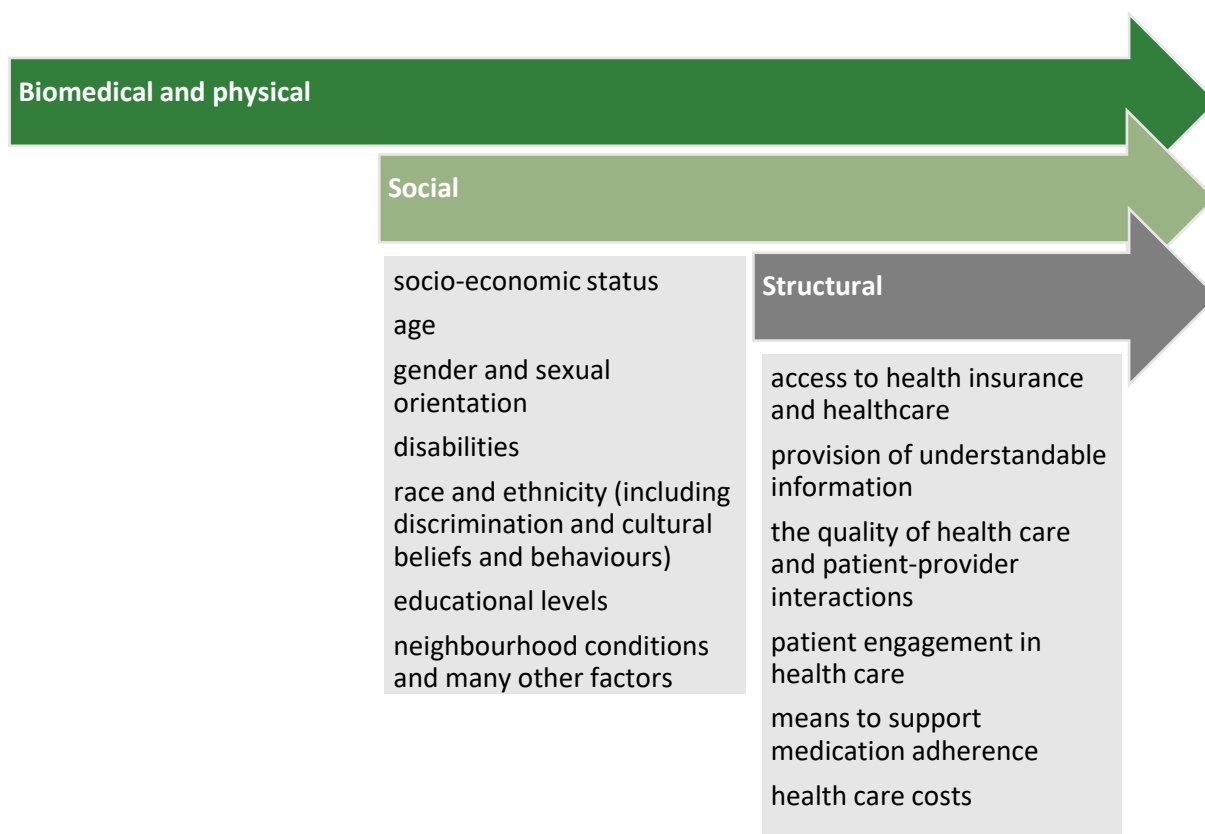 Biomedical and physical
Social
socio-economic status
age
gender and sexual
orientation
disabilities
race and ethnicity (including
discrimination and cultural
beliefs and behaviours)
educational levels
neighbourhood conditions
and many other factors
Structural
access to health insurance
and healthcare
provision of understandable
information
the quality of health care
and patient-provider
interactions
patient engagement in
health care
means to support
medication adherence
health care costs